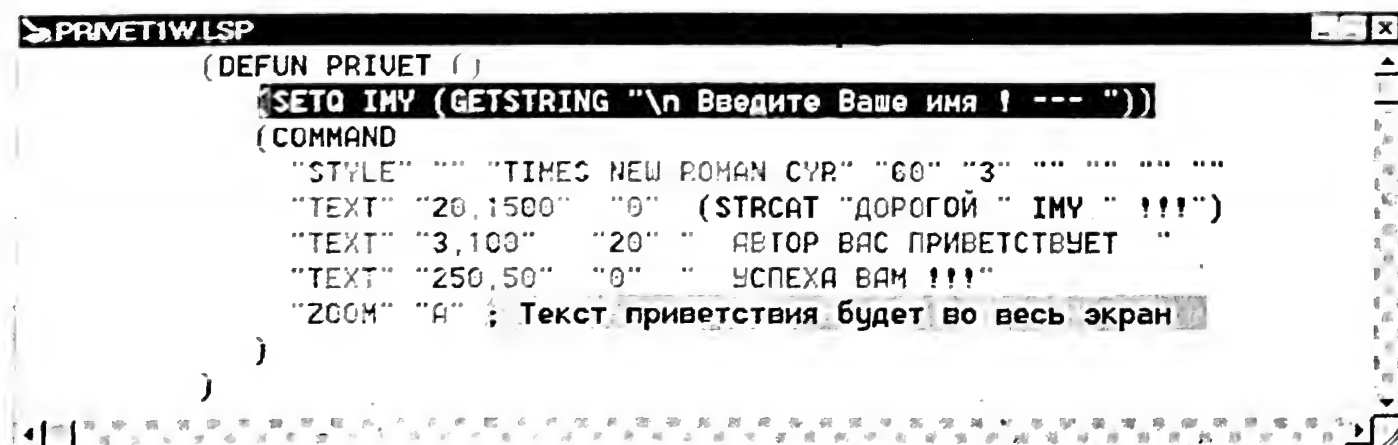 PRIVET1W.LSP
(DEFUN PRIVET ()
(SETQ IMY (GETSTRING "\n Введите Ваше имя ! --- "))
(COMMAND
"STYLE" "" "TIMES NEW ROMAN CYR" "60" "3" "" "" "" ""
"TEXT" "20,1500" "0" (STRCAT "ДОРОГОЙ " IMY " !!!")
"TEXT" "3,100" "20" " АВТОР ВАС ПРИВЕТСТВУЕТ "
"TEXT" "250,50" "0" " УСПЕХА ВАМ !!!"
"ZOOM" "A" ; Текст приветствия будет во весь экран
)
)